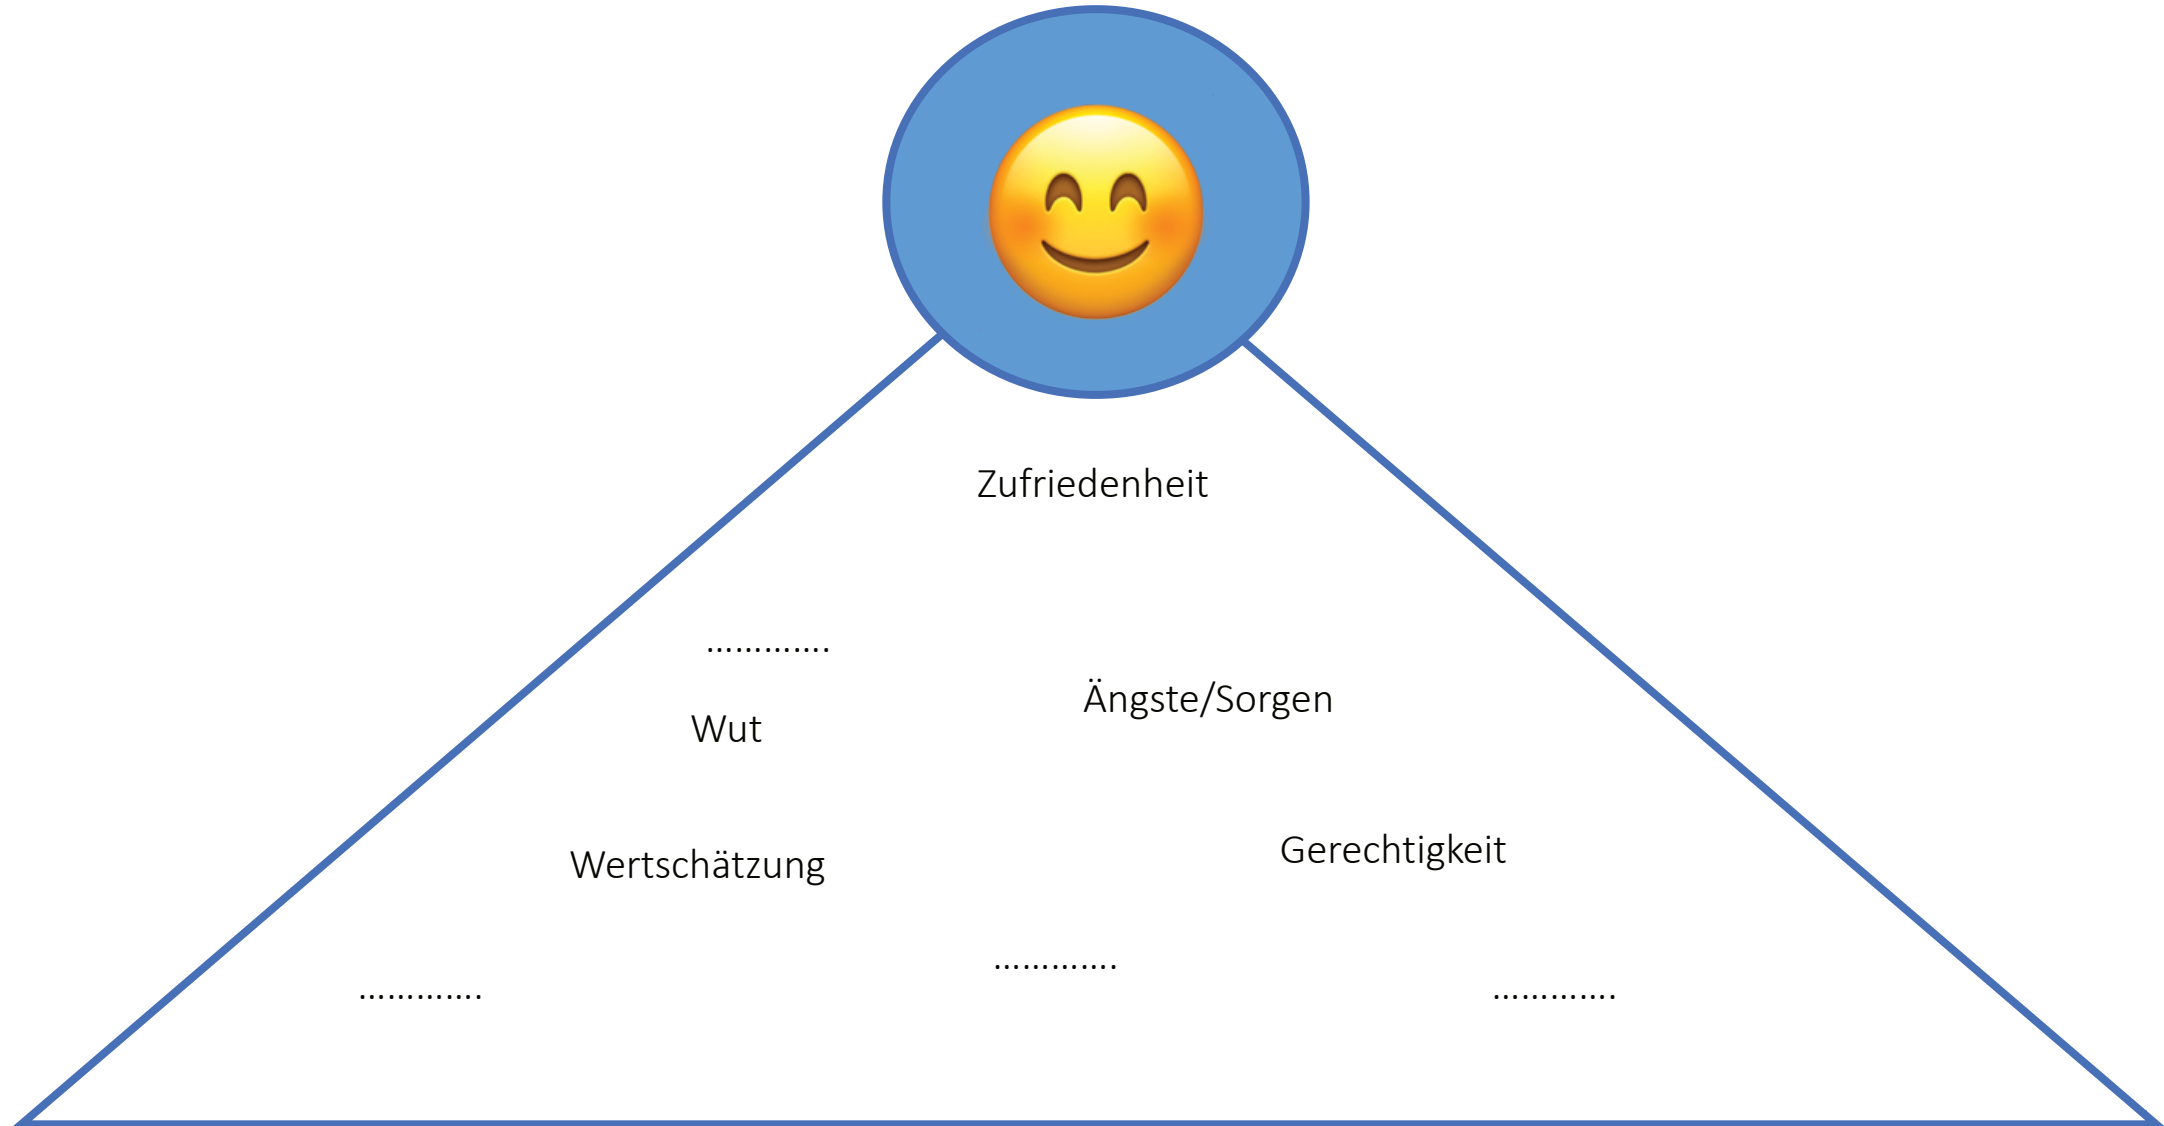 Zufriedenheit
………….
Ängste/Sorgen
Wut
Gerechtigkeit
Wertschätzung
………….
………….
………….